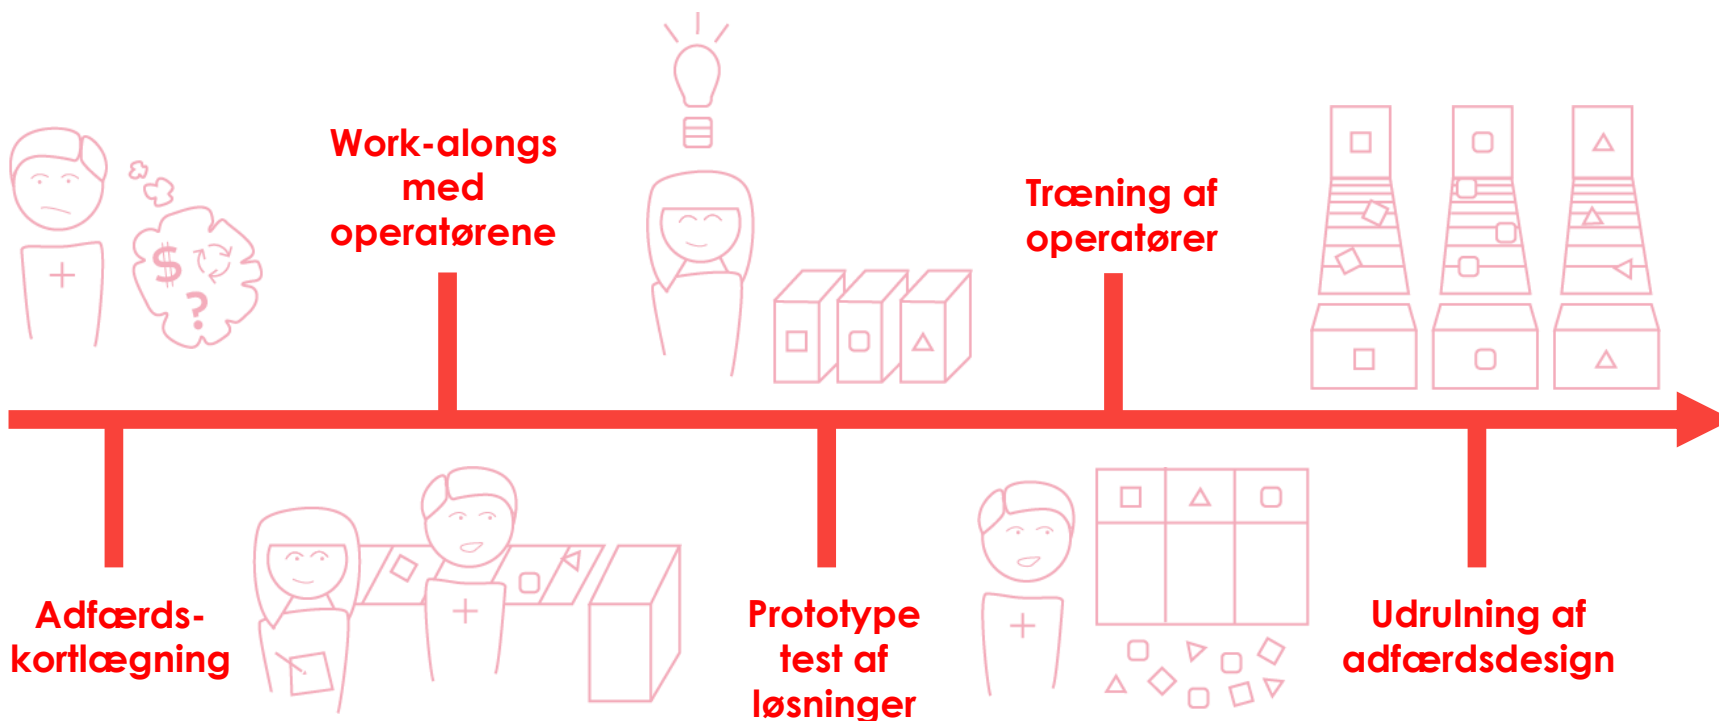 Adfærds-
kortlægning
Work-alongs
med
operatørene
Prototype
test af
løsninger
Træning af
operatører
Udrulning af
adfærdsdesign
$
?